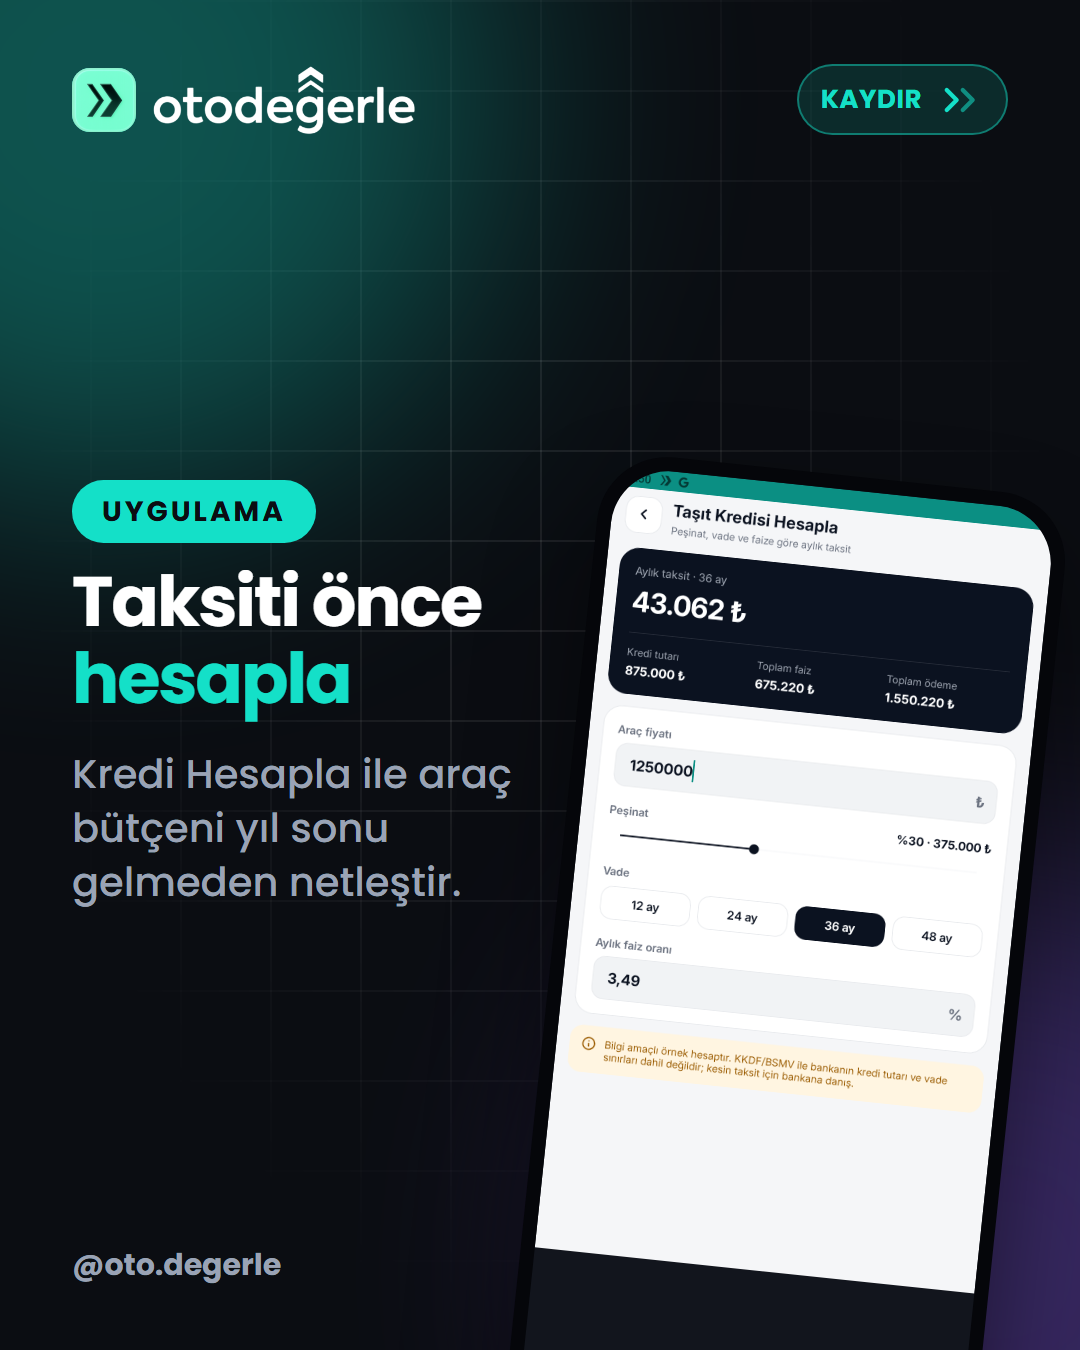 otodeğerle
KAYDIR
UYGULAMA
Taksiti önce
hesapla
Kredi Hesapla ile araç
bütçeni yıl sonu
gelmeden netleştir.
@oto.degerle
Taşıt Kredisi Hesapla
Peşinat, vade ve faize göre aylık taksit
Aylık taksit · 36 ay
43.062 ₺
Kredi tutarı Toplam faiz Toplam ödeme
875.000 ₺ 675.220 ₺ 1.550.220 ₺
Araç fiyatı
1250000 ₺
Peşinat %30 · 375.000 ₺
Vade
12 ay 24 ay 36 ay 48 ay
Aylık faiz oranı
3,49 %
Bilgi amaçlı örnek hesaptır. KKDF/BSMV ile bankanın kredi tutarı ve vade
sınırları dahil değildir; kesin taksit için bankana danış.